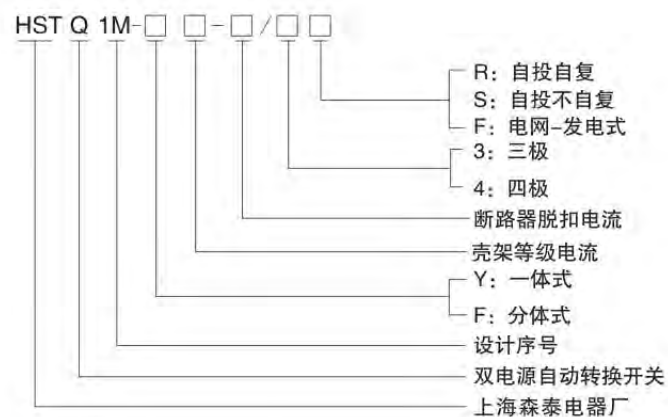 HST Q 1M-□ □-□/□ □
R：自投自复
S：自投不自复
F：电网-发电式
3：三极
4：四极
断路器脱扣电流
壳架等级电流
Y：一体式
F：分体式
设计序号
双电源自动转换开关
上海森泰电器厂